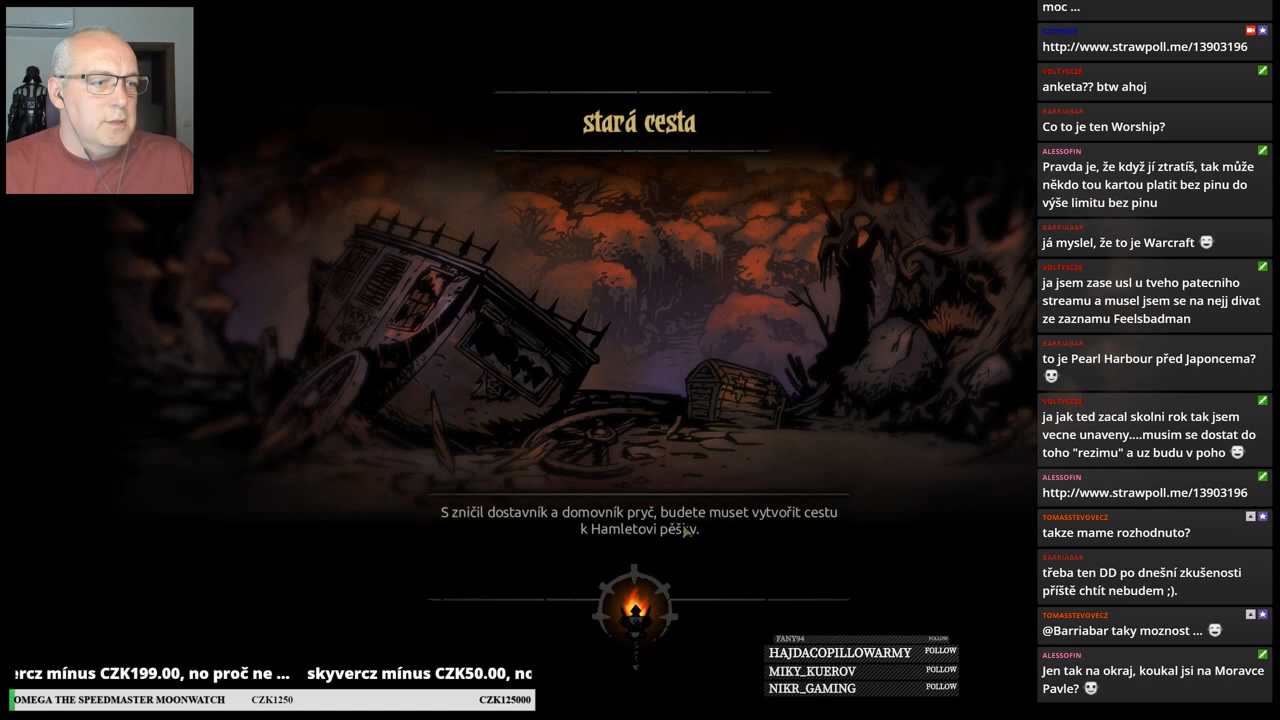 stará cesta
S zničil dostavník a domovník pryč, budete muset vytvořit cestu
k Hamletovi pěšky.
moc ...
http://www.strawpoll.me/13903196
VOLTYSCZE
anketa?? btw ahoj
BARRIABAR
Co to je ten Worship?
ALESSOFIN
Pravda je, že když jí ztratíš, tak může
někdo tou kartou platit bez pinu do
výše limitu bez pinu
BARRIABAR
já myslel, že to je Warcraft
VOLTYSCZE
ja jsem zase usl u tveho patecniho
streamu a musel jsem se na nejj divat
ze zaznamu Feelsbadman
BARRIABAR
to je Pearl Harbour před Japoncema?
VOLTYSCZE
ja jak ted zacal skolni rok tak jsem
vecne unaveny....musim se dostat do
toho "rezimu" a uz budu v poho
ALESSOFIN
http://www.strawpoll.me/13903196
TOMASSTEVOVECZ
takze mame rozhodnuto?
BARRIABAR
třeba ten DD po dnešní zkušenosti
příště chtít nebudem ;).
TOMASSTEVOVECZ
@Barriabar taky moznost ...
ALESSOFIN
Jen tak na okraj, koukal jsi na Moravce
Pavle?
FANY94 FOLLOW
HAJDACOPILLOWARMY FOLLOW
MIKY_KUEROV FOLLOW
NIKR_GAMING FOLLOW
ercz mínus CZK199.00, no proč ne ... skyvercz mínus CZK50.00, no
OMEGA THE SPEEDMASTER MOONWATCH CZK1250 CZK125000